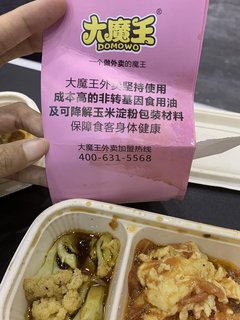 大魔王
DOMOWO
一个做外卖的魔王
大魔王外卖坚持使用
成本高的非转基因食用油
及可降解玉米淀粉包装材料
保障食客身体健康
大魔王外卖加盟热线
400-631-5568